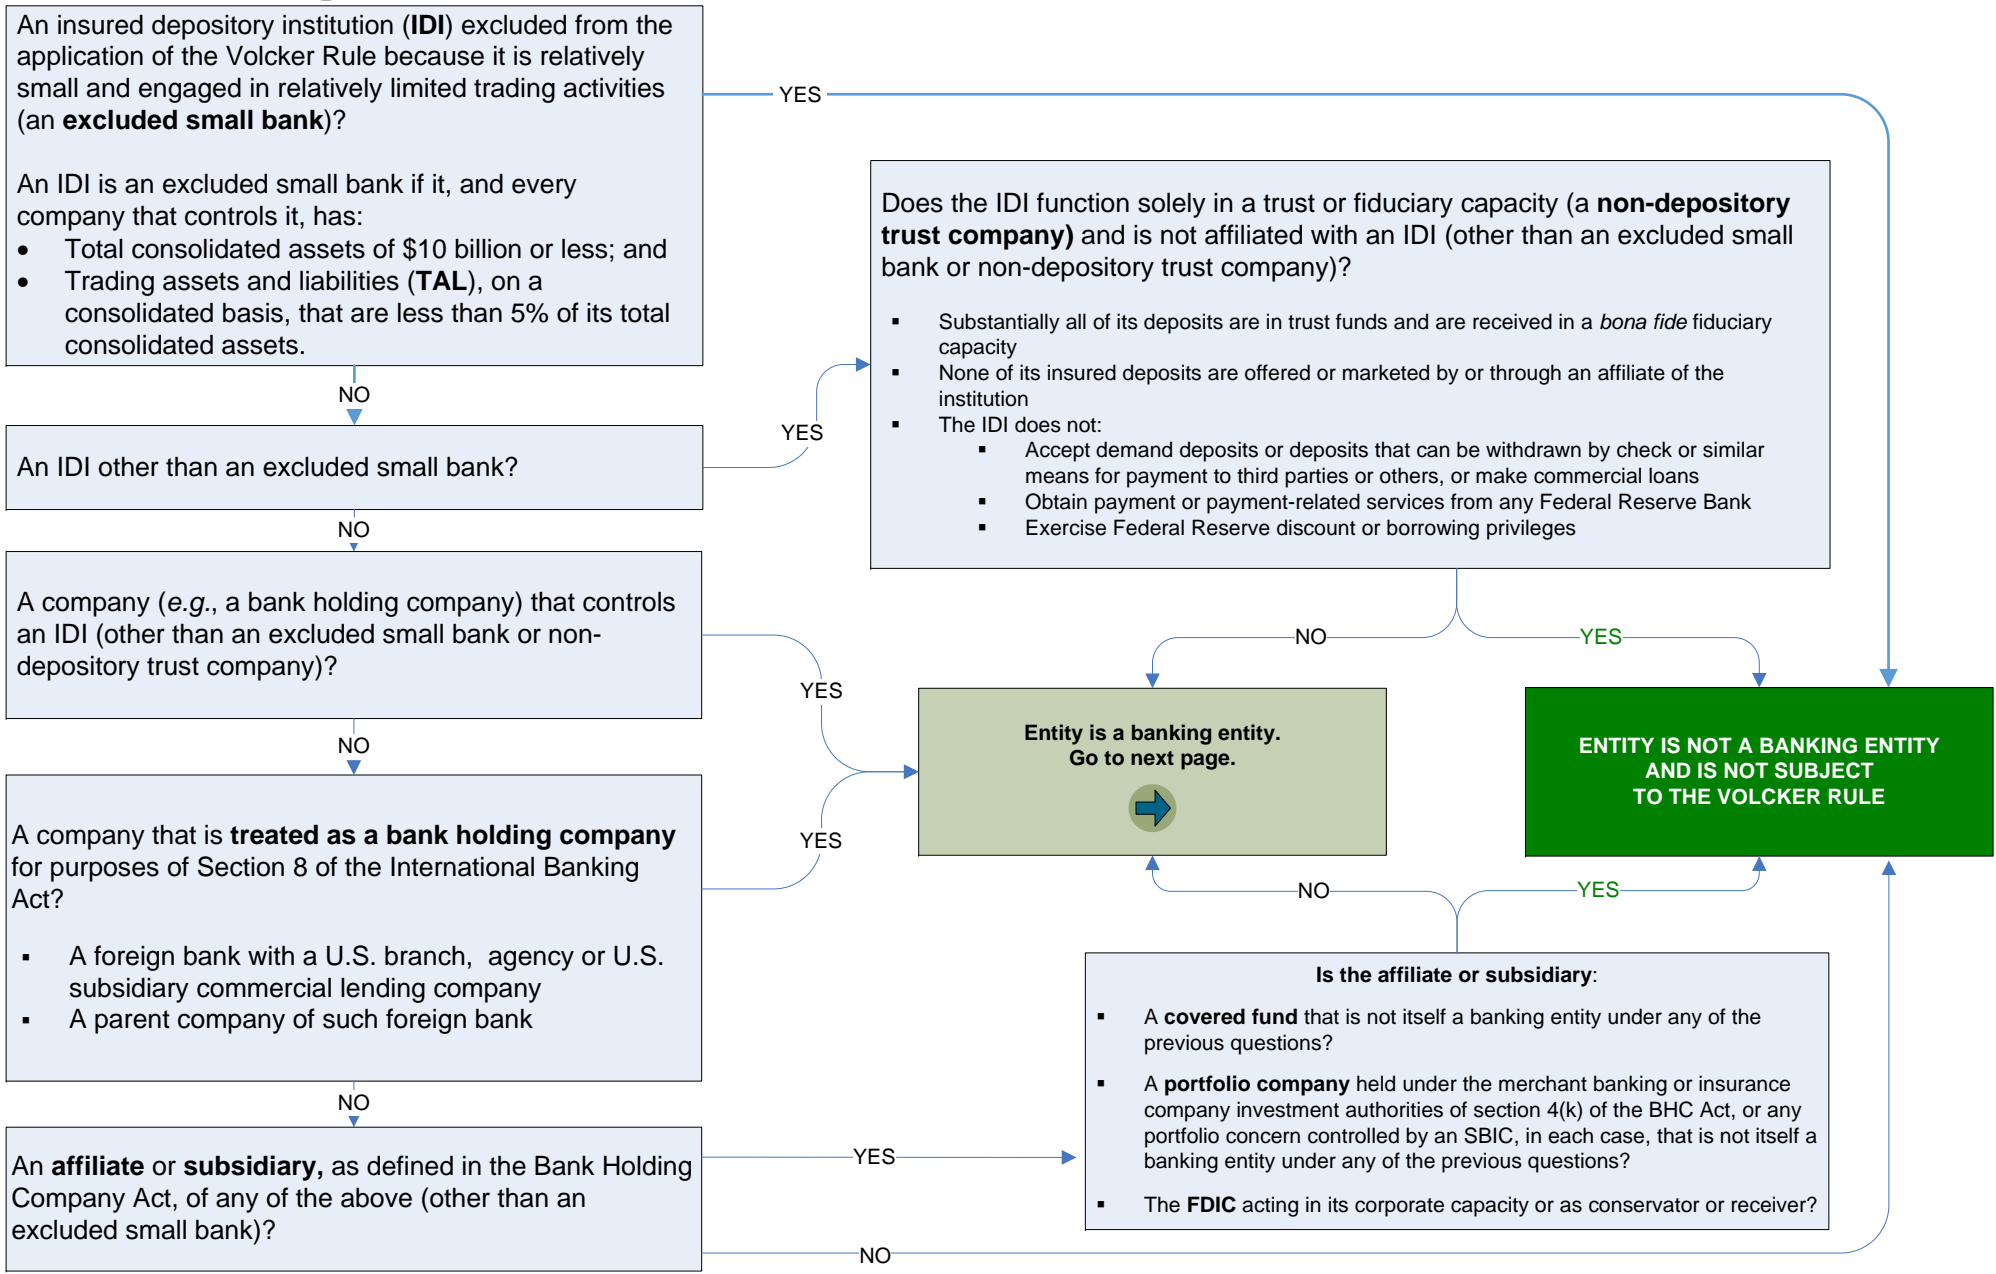 An insured depository institution (IDI) excluded from the
application of the Volcker Rule because it is relatively
small and engaged in relatively limited trading activities
(an excluded small bank)?
An IDI is an excluded small bank if it, and every
company that controls it, has:
• Total consolidated assets of $10 billion or less; and
• Trading assets and liabilities (TAL), on a
consolidated basis, that are less than 5% of its total
consolidated assets.
YES
NO
An IDI other than an excluded small bank?
YES
NO
Does the IDI function solely in a trust or fiduciary capacity (a non-depository
trust company) and is not affiliated with an IDI (other than an excluded small
bank or non-depository trust company)?
▪ Substantially all of its deposits are in trust funds and are received in a bona fide fiduciary
capacity
▪ None of its insured deposits are offered or marketed by or through an affiliate of the
institution
▪ The IDI does not:
▪ Accept demand deposits or deposits that can be withdrawn by check or similar
means for payment to third parties or others, or make commercial loans
▪ Obtain payment or payment-related services from any Federal Reserve Bank
▪ Exercise Federal Reserve discount or borrowing privileges
NO
YES
A company (e.g., a bank holding company) that controls
an IDI (other than an excluded small bank or non-
depository trust company)?
YES
NO
Entity is a banking entity.
Go to next page.
ENTITY IS NOT A BANKING ENTITY
AND IS NOT SUBJECT
TO THE VOLCKER RULE
A company that is treated as a bank holding company
for purposes of Section 8 of the International Banking
Act?
▪ A foreign bank with a U.S. branch, agency or U.S.
subsidiary commercial lending company
▪ A parent company of such foreign bank
YES
NO
NO
YES
Is the affiliate or subsidiary:
▪ A covered fund that is not itself a banking entity under any of the
previous questions?
▪ A portfolio company held under the merchant banking or insurance
company investment authorities of section 4(k) of the BHC Act, or any
portfolio concern controlled by an SBIC, in each case, that is not itself a
banking entity under any of the previous questions?
▪ The FDIC acting in its corporate capacity or as conservator or receiver?
An affiliate or subsidiary, as defined in the Bank Holding
Company Act, of any of the above (other than an
excluded small bank)?
YES
NO